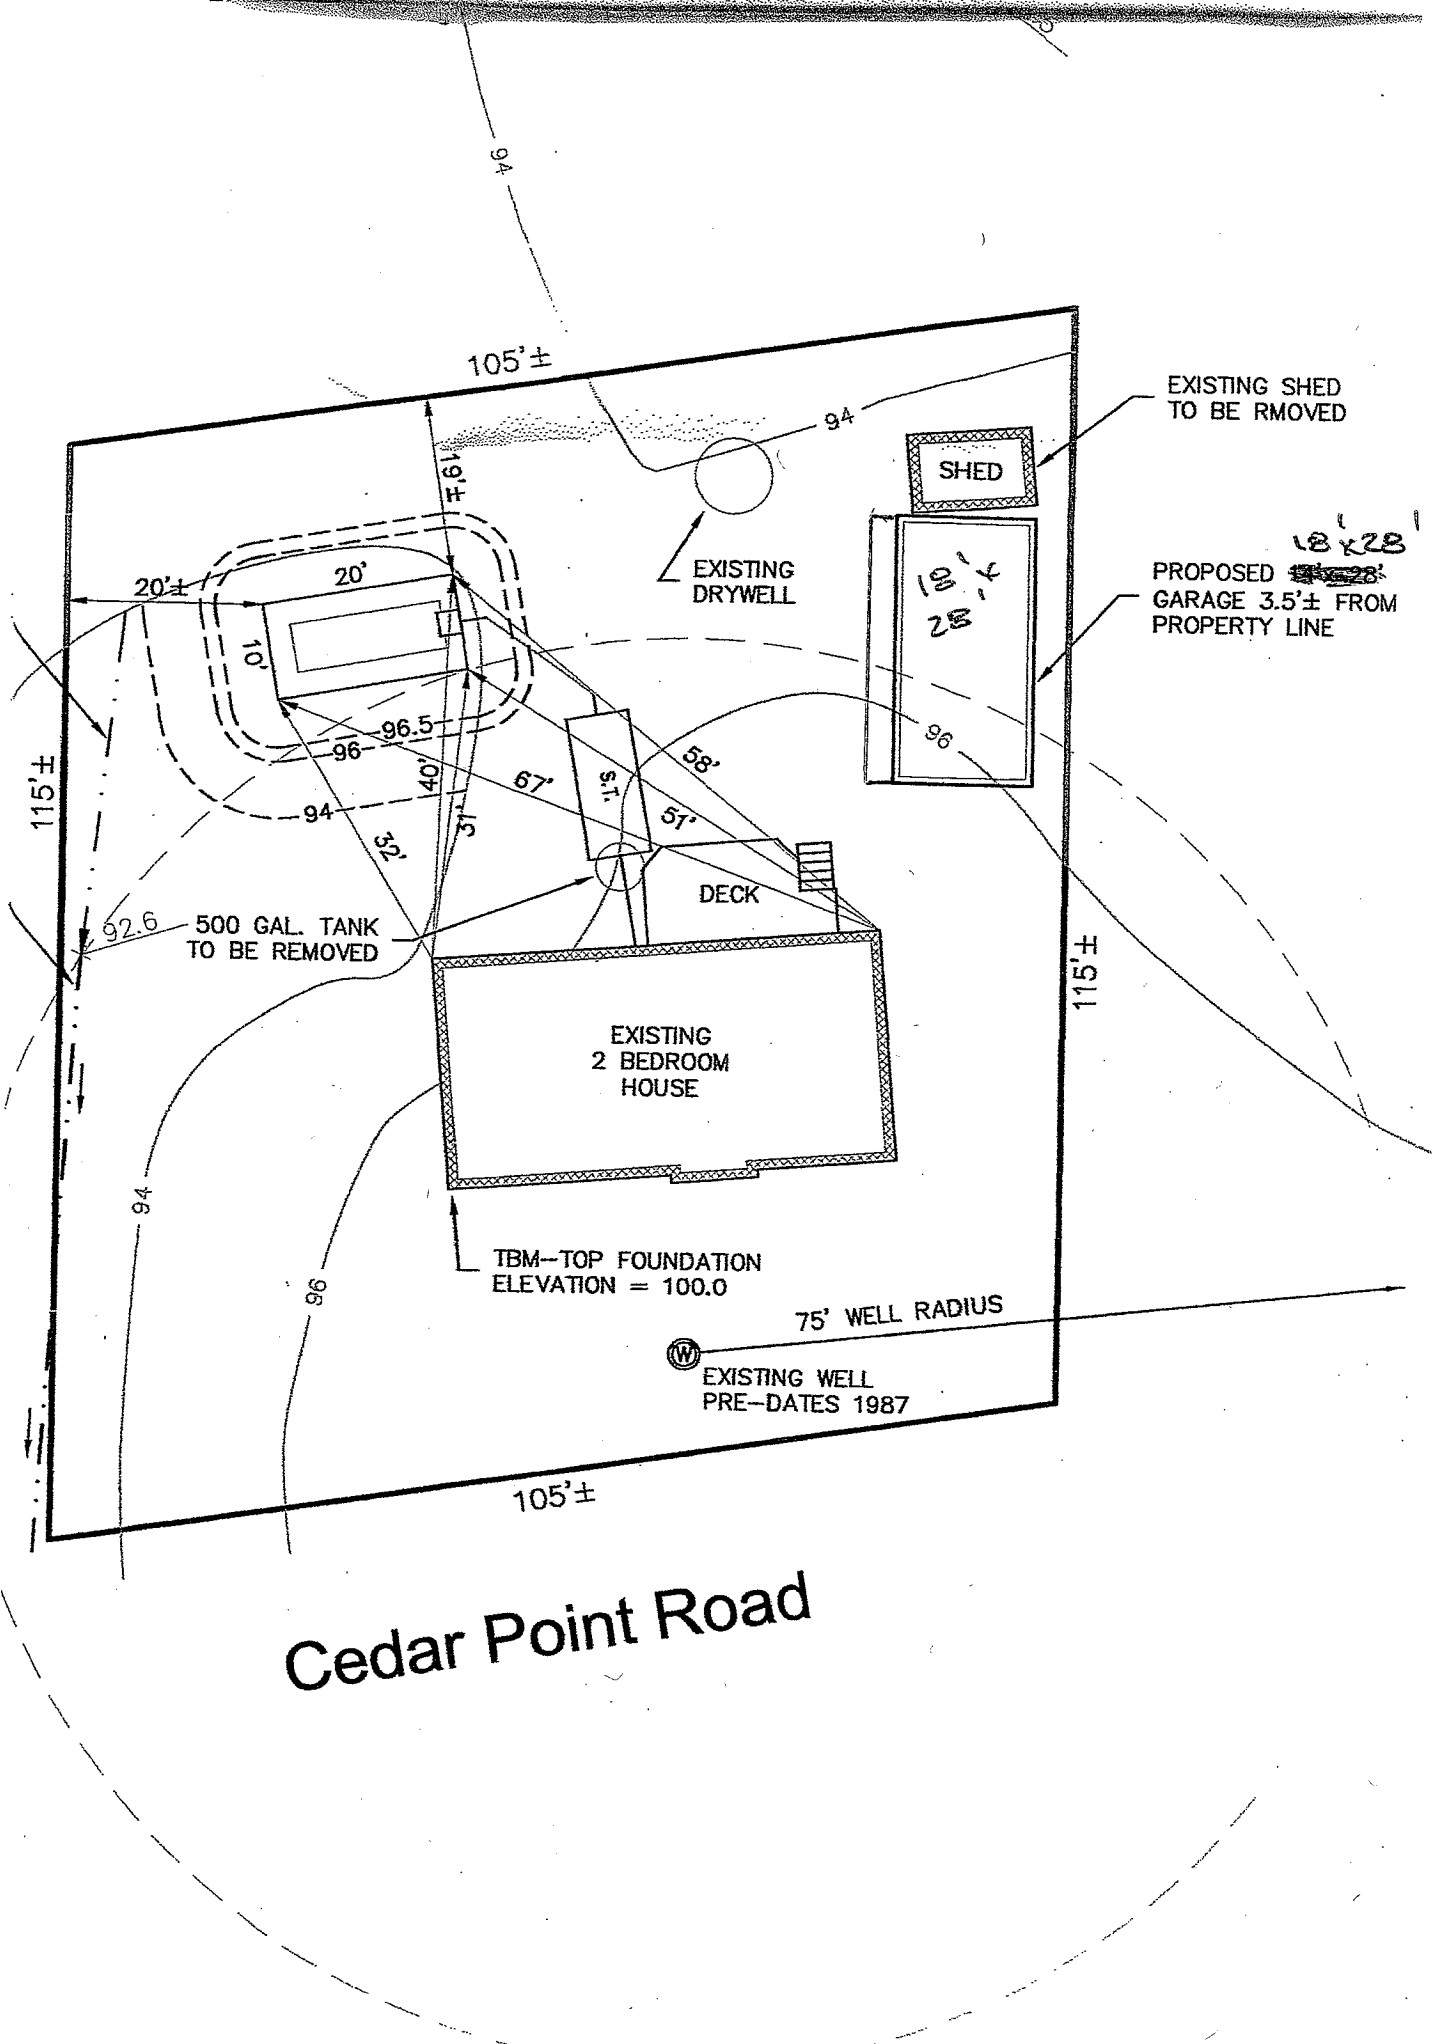 94
105'±
EXISTING SHED
TO BE RMOVED
94
SHED
19'±
18' x 28'
PROPOSED 14'x28'
GARAGE 3.5'± FROM
PROPERTY LINE
18' x
28'
EXISTING
DRYWELL
20'±
20'
10'
96.5
96
94
40'
31'
32'
67'
58'
51'
S.T.
96
115'±
DECK
92.6
500 GAL. TANK
TO BE REMOVED
115'±
EXISTING
2 BEDROOM
HOUSE
94
96
TBM-TOP FOUNDATION
ELEVATION = 100.0
75' WELL RADIUS
W
EXISTING WELL
PRE-DATES 1987
105'±
Cedar Point Road